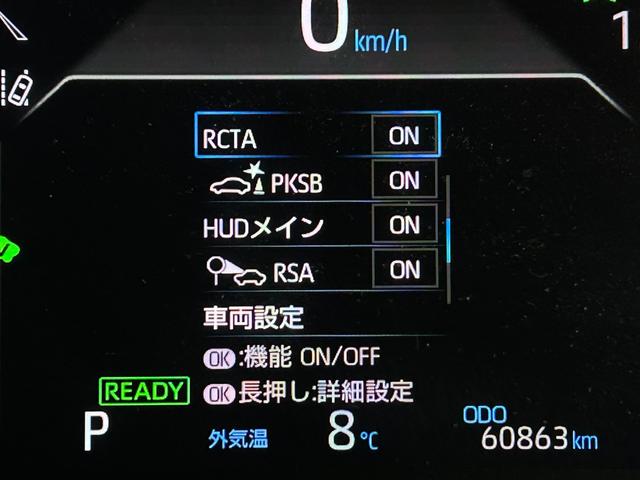 0 km/h
1
RCTA ON
PKSB ON
HUDメイン ON
RSA ON
車両設定
OK:機能 ON/OFF
OK長押し:詳細設定
READY
P 外気温 8℃ ODO 60863km